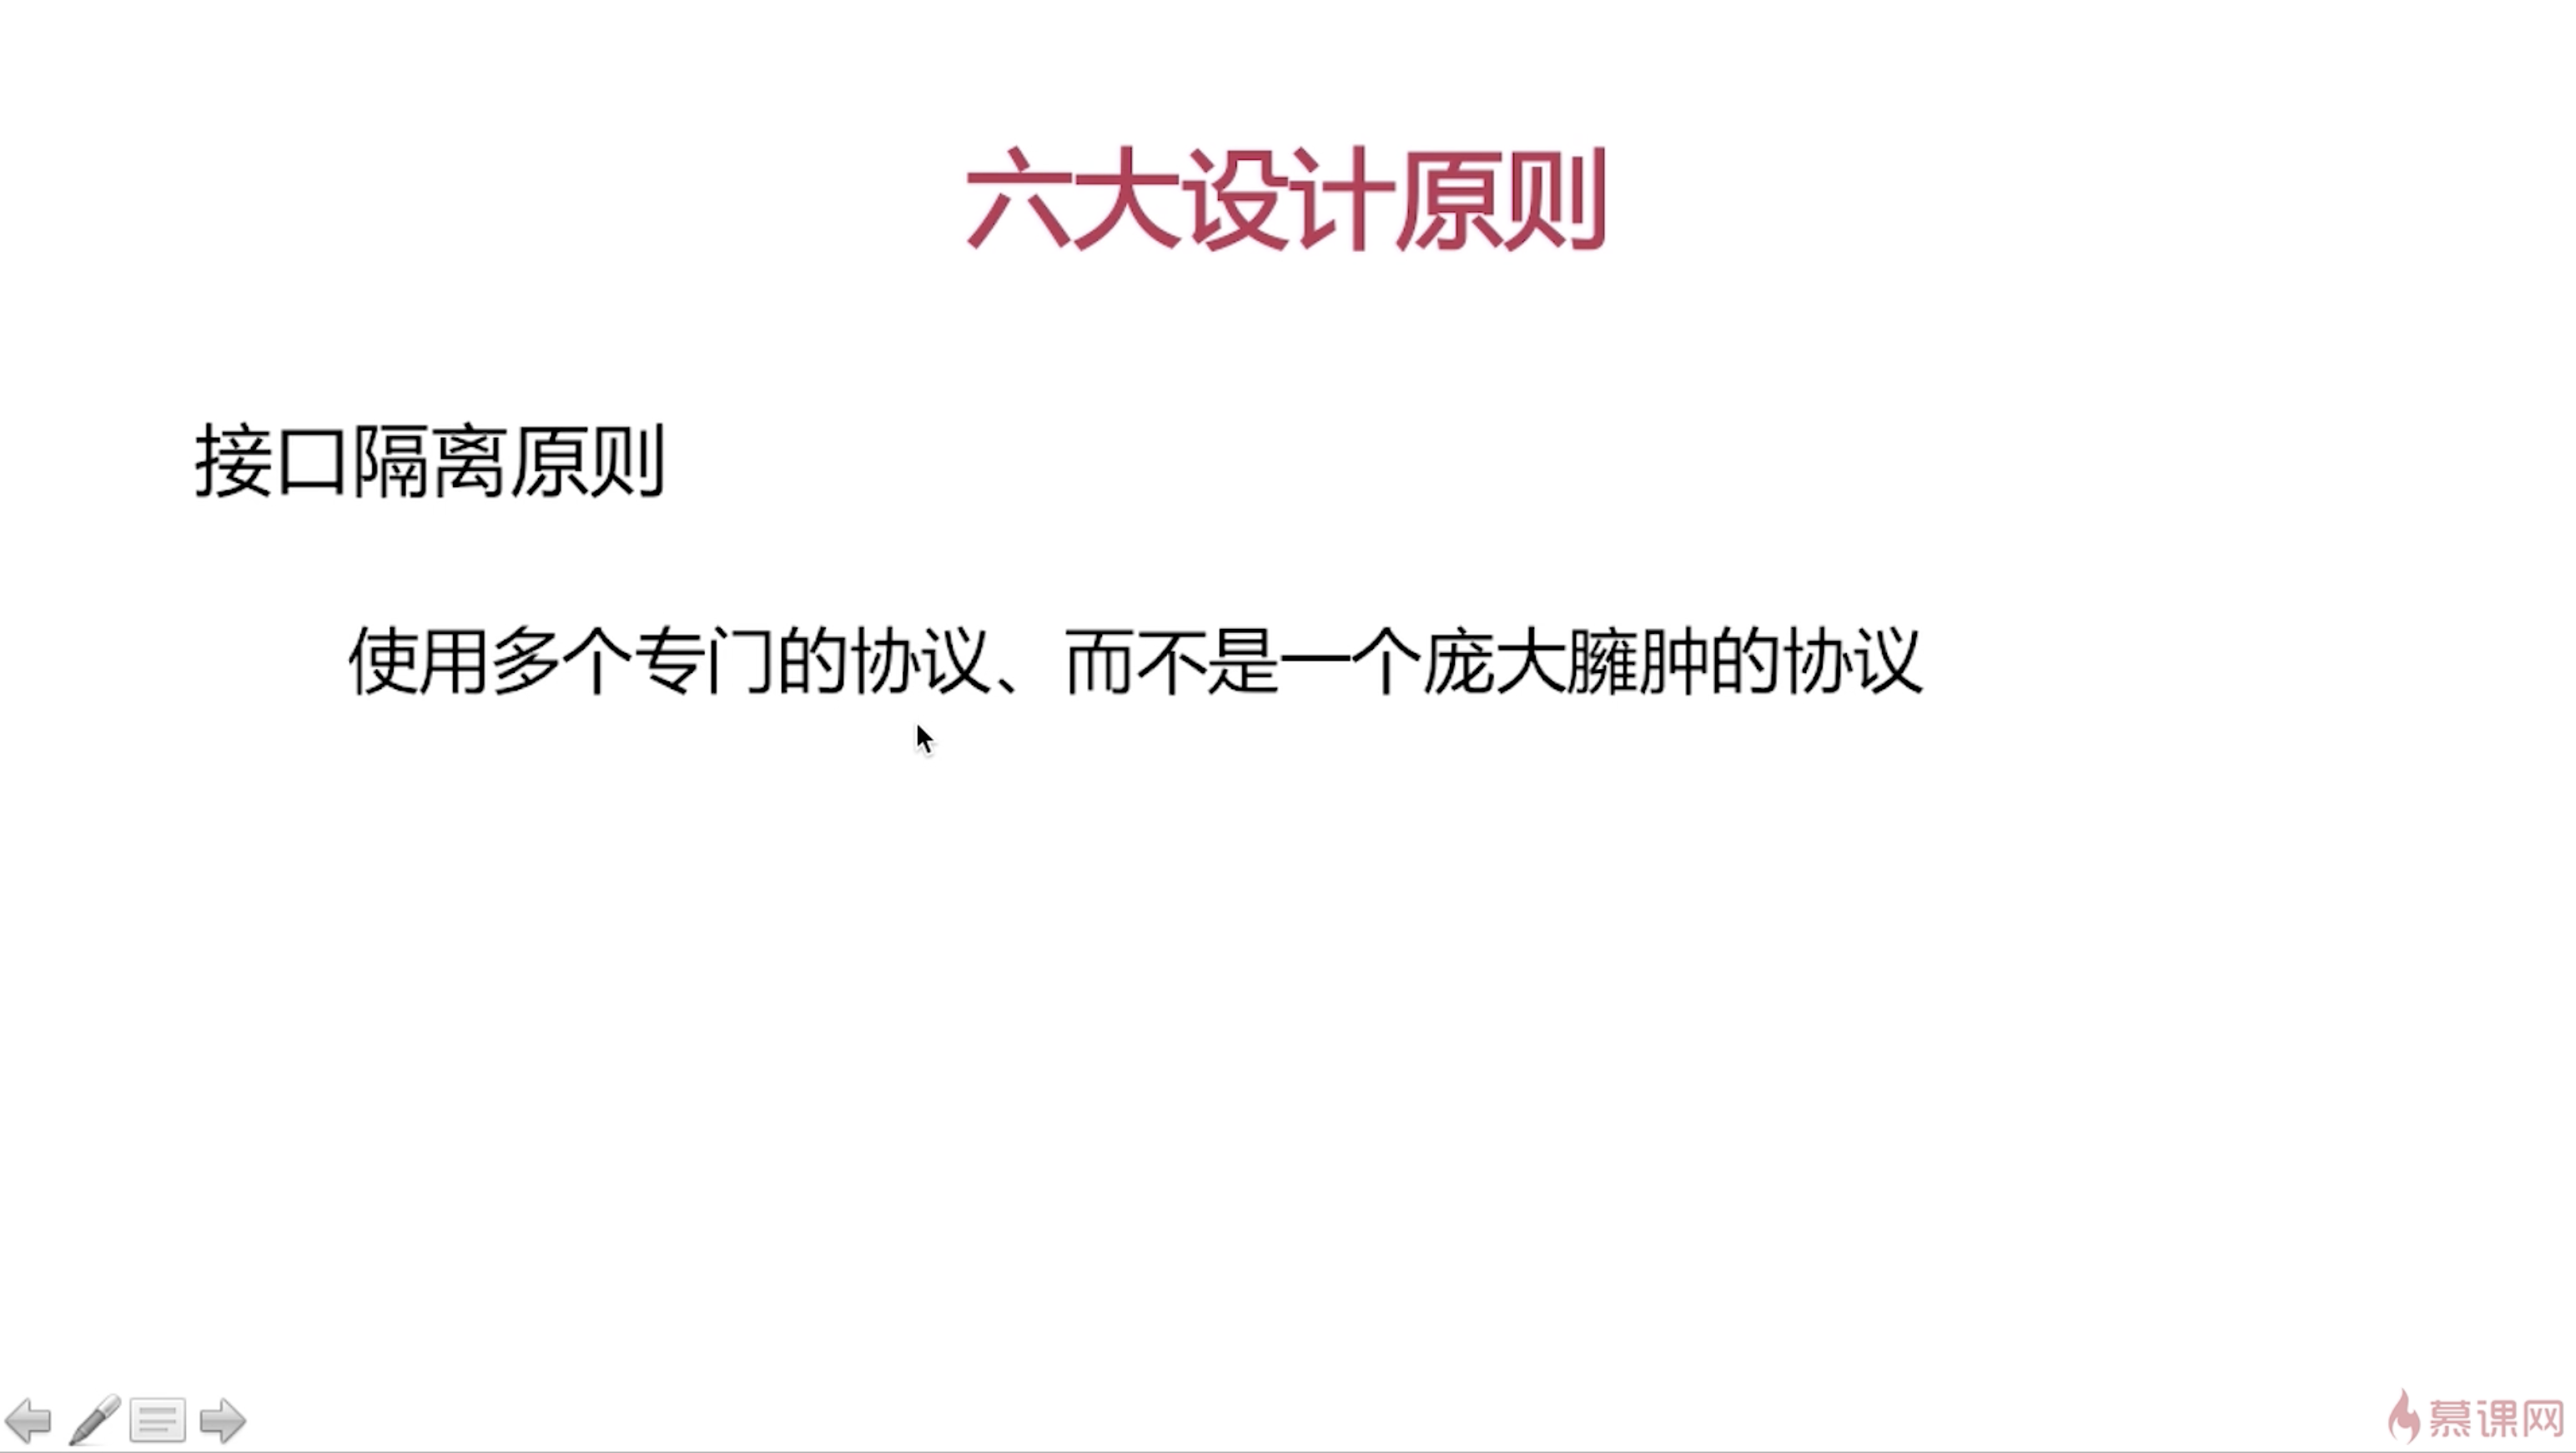 六大设计原则
接口隔离原则
使用多个专门的协议、而不是一个庞大臃肿的协议
慕课网